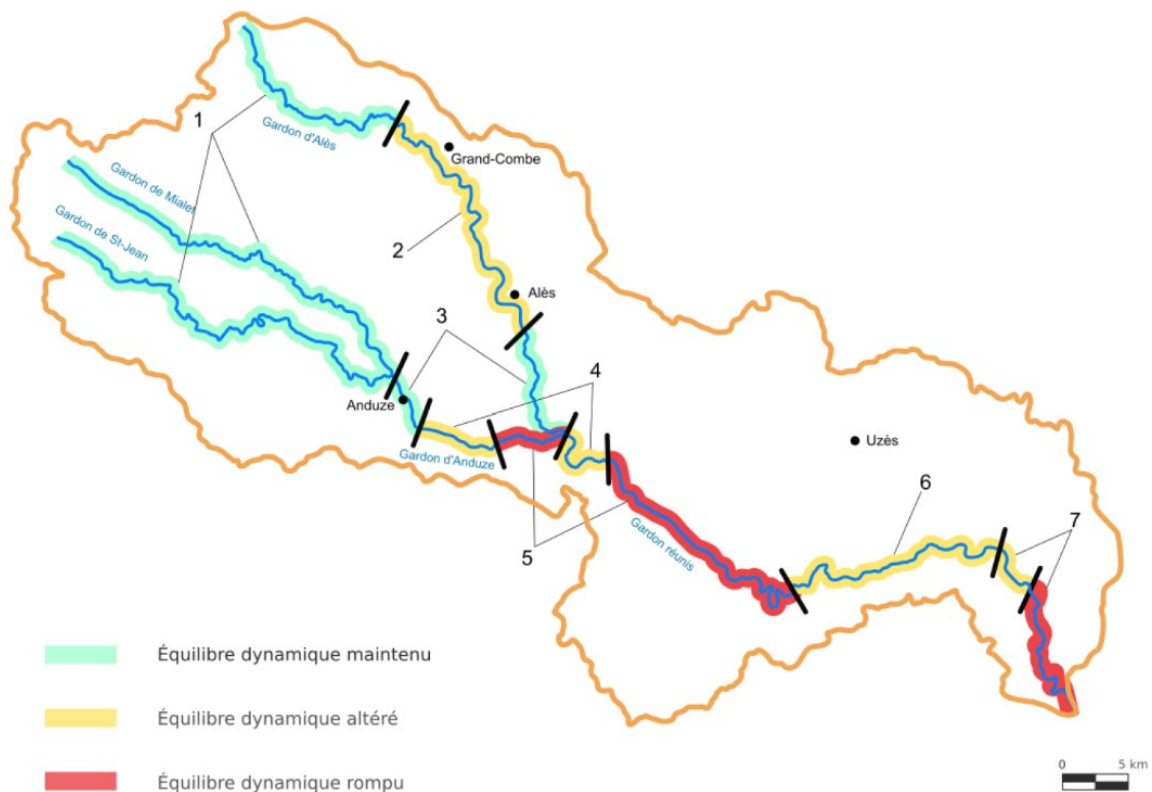 1
Gardon d'Alès
Grand-Combe
Gardon de Mialet
Gardon de St-Jean
2
Alès
3
4
Anduze
Gardon d'Anduze
Uzès
5
Gardon réunis
6
7
Équilibre dynamique maintenu
Équilibre dynamique altéré
Équilibre dynamique rompu
0 5 km